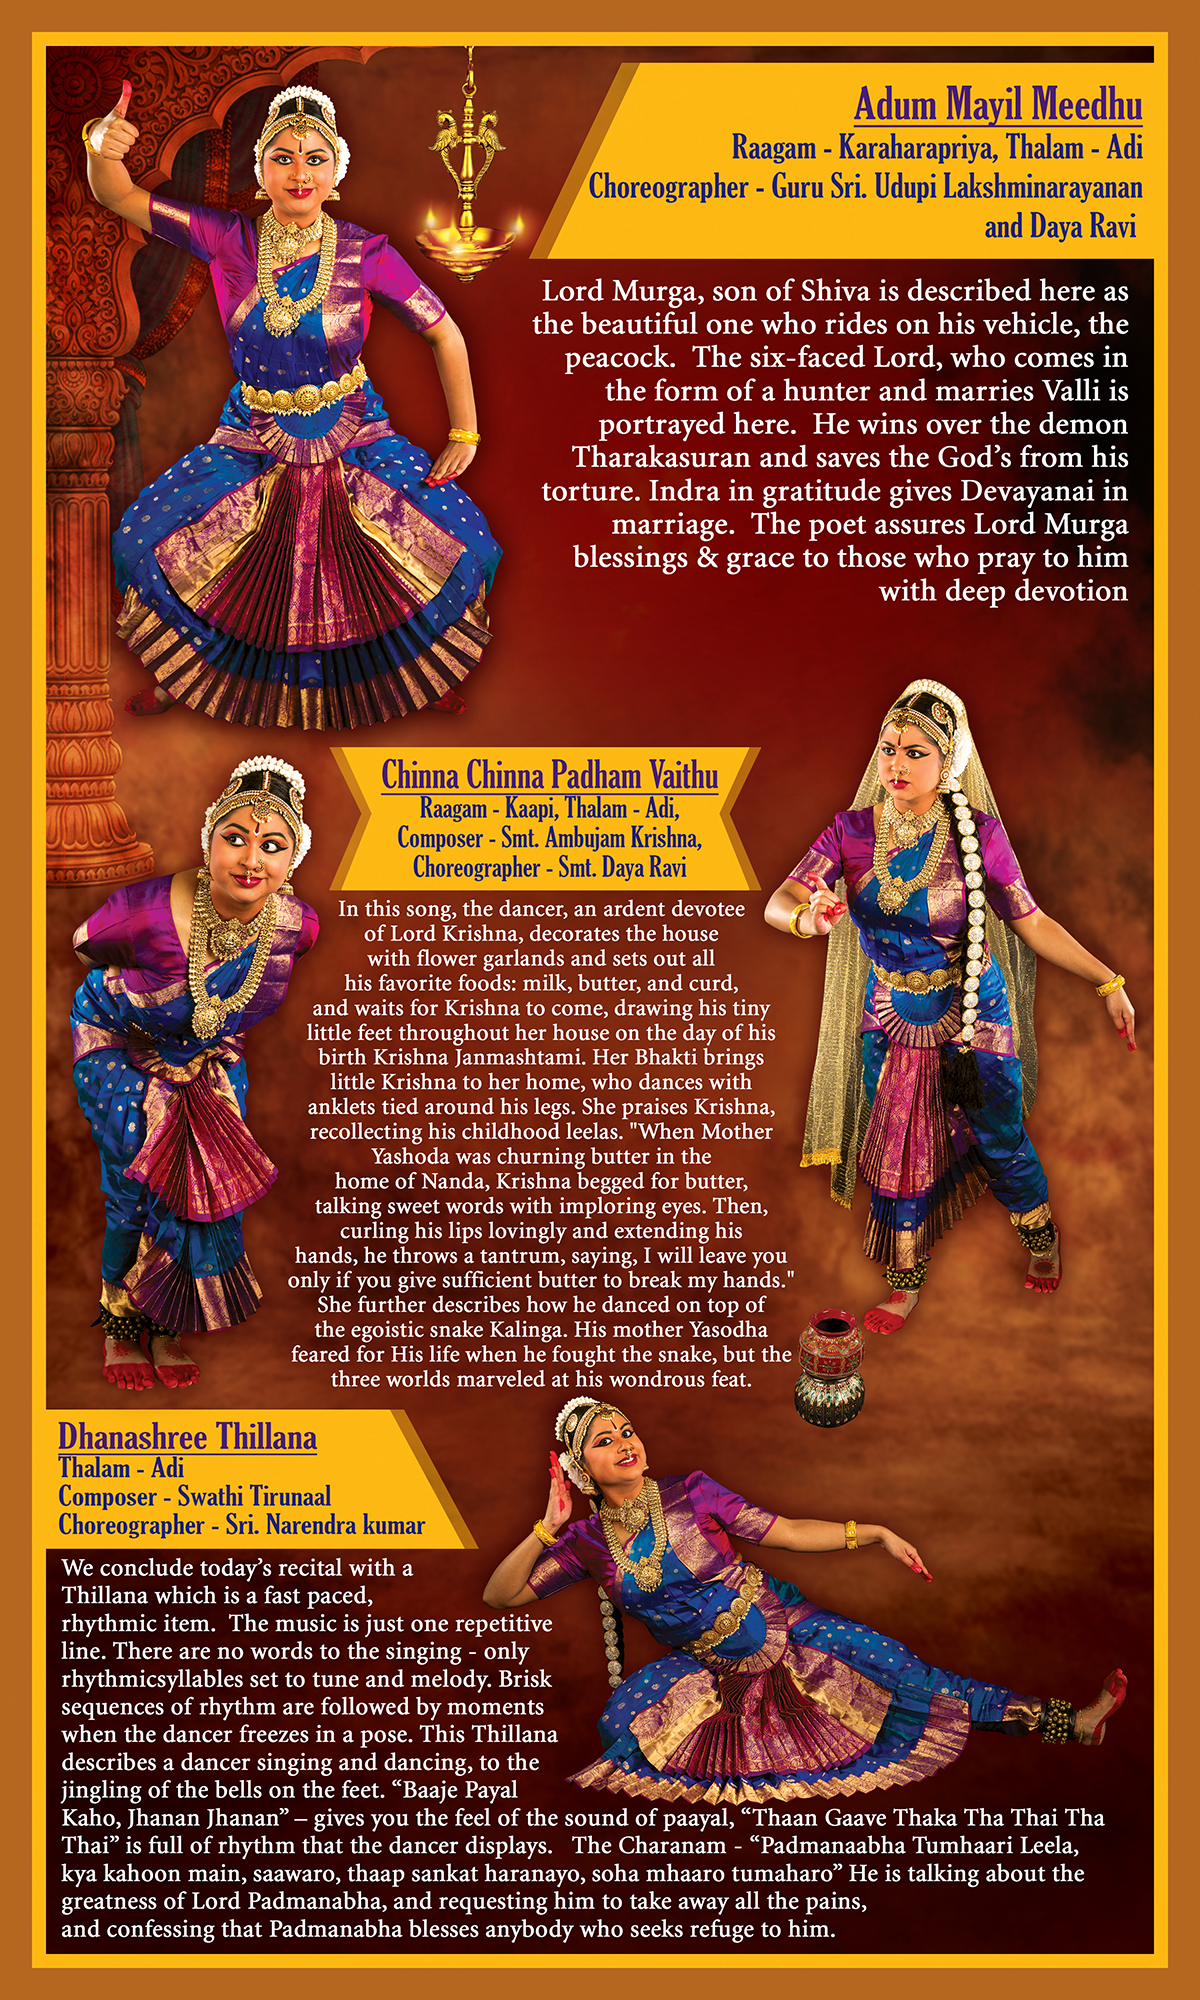 Adum Mayil Meedhu
Raagam - Karaharapriya, Thalam - Adi
Choreographer - Guru Sri. Udupi Lakshminarayanan
and Daya Ravi
Lord Murga, son of Shiva is described here as
the beautiful one who rides on his vehicle, the
peacock.  The six-faced Lord, who comes in
the form of a hunter and marries Valli is
portrayed here.  He wins over the demon
Tharakasuran and saves the God’s from his
torture. Indra in gratitude gives Devayanai in
marriage.  The poet assures Lord Murga
blessings & grace to those who pray to him
with deep devotion
Chinna Chinna Padham Vaithu
Raagam - Kaapi, Thalam - Adi,
Composer - Smt. Ambujam Krishna,
Choreographer - Smt. Daya Ravi
In this song, the dancer, an ardent devotee
of Lord Krishna, decorates the house
with flower garlands and sets out all
his favorite foods: milk, butter, and curd,
and waits for Krishna to come, drawing his tiny
little feet throughout her house on the day of his
birth Krishna Janmashtami. Her Bhakti brings
little Krishna to her home, who dances with
anklets tied around his legs. She praises Krishna,
recollecting his childhood leelas. "When Mother
Yashoda was churning butter in the
home of Nanda, Krishna begged for butter,
talking sweet words with imploring eyes. Then,
curling his lips lovingly and extending his
hands, he throws a tantrum, saying, I will leave you
only if you give sufficient butter to break my hands."
She further describes how he danced on top of
the egoistic snake Kalinga. His mother Yasodha
feared for His life when he fought the snake, but the
three worlds marveled at his wondrous feat.
Dhanashree Thillana
Thalam - Adi
Composer - Swathi Tirunaal
Choreographer - Sri. Narendra kumar
We conclude today’s recital with a
Thillana which is a fast paced,
rhythmic item.  The music is just one repetitive
line. There are no words to the singing - only
rhythmicsyllables set to tune and melody. Brisk
sequences of rhythm are followed by moments
when the dancer freezes in a pose. This Thillana
describes a dancer singing and dancing, to the
jingling of the bells on the feet. “Baaje Payal
Kaho, Jhanan Jhanan” – gives you the feel of the sound of paayal, “Thaan Gaave Thaka Tha Thai Tha
Thai” is full of rhythm that the dancer displays.   The Charanam - “Padmanaabha Tumhaari Leela,
kya kahoon main, saawaro, thaap sankat haranayo, soha mhaaro tumaharo” He is talking about the
greatness of Lord Padmanabha, and requesting him to take away all the pains,
and confessing that Padmanabha blesses anybody who seeks refuge to him.